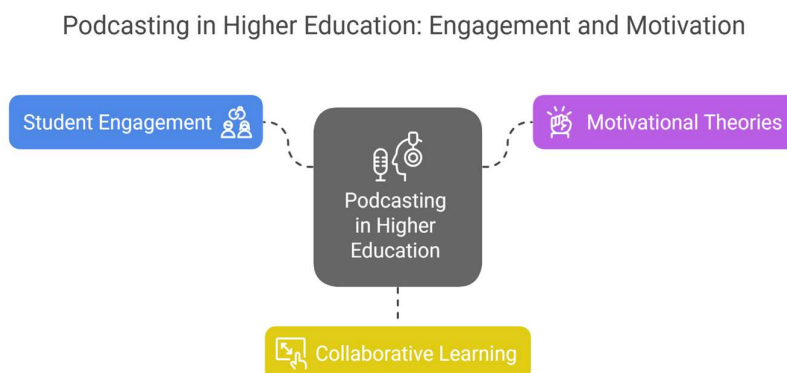 Podcasting in Higher Education: Engagement and Motivation
Student Engagement
Motivational Theories
Podcasting
in Higher
Education
Collaborative Learning